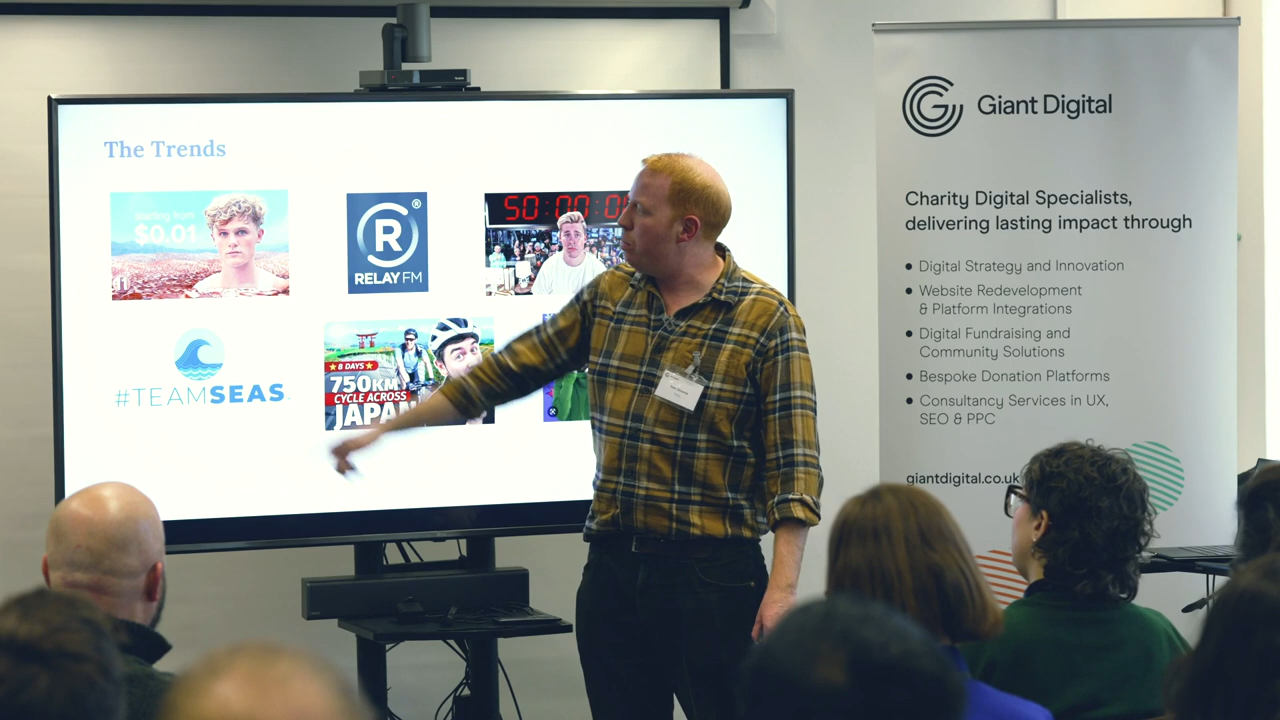 The Trends
starting from
$0.01
R®
RELAY FM
50:00:0
#TEAMSEAS
8 DAYS
750KM
CYCLE ACROSS
JAPAN
Giant Digital
Charity Digital Specialists,
delivering lasting impact through
Digital Strategy and Innovation
Website Redevelopment
& Platform Integrations
Digital Fundraising and
Community Solutions
Bespoke Donation Platforms
Consultancy Services in UX,
SEO & PPC
giantdigital.co.uk